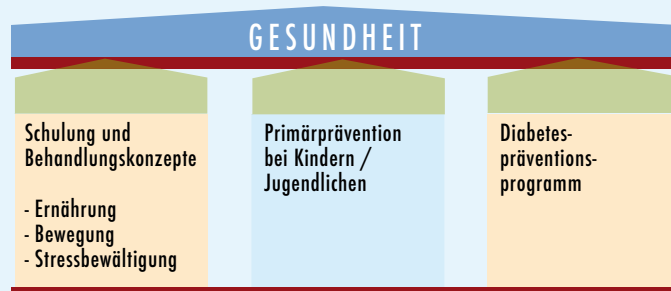 GESUNDHEIT
Schulung und
Behandlungskonzepte
- Ernährung
- Bewegung
- Stressbewältigung
Primärprävention
bei Kindern /
Jugendlichen
Diabetes-
präventions-
programm